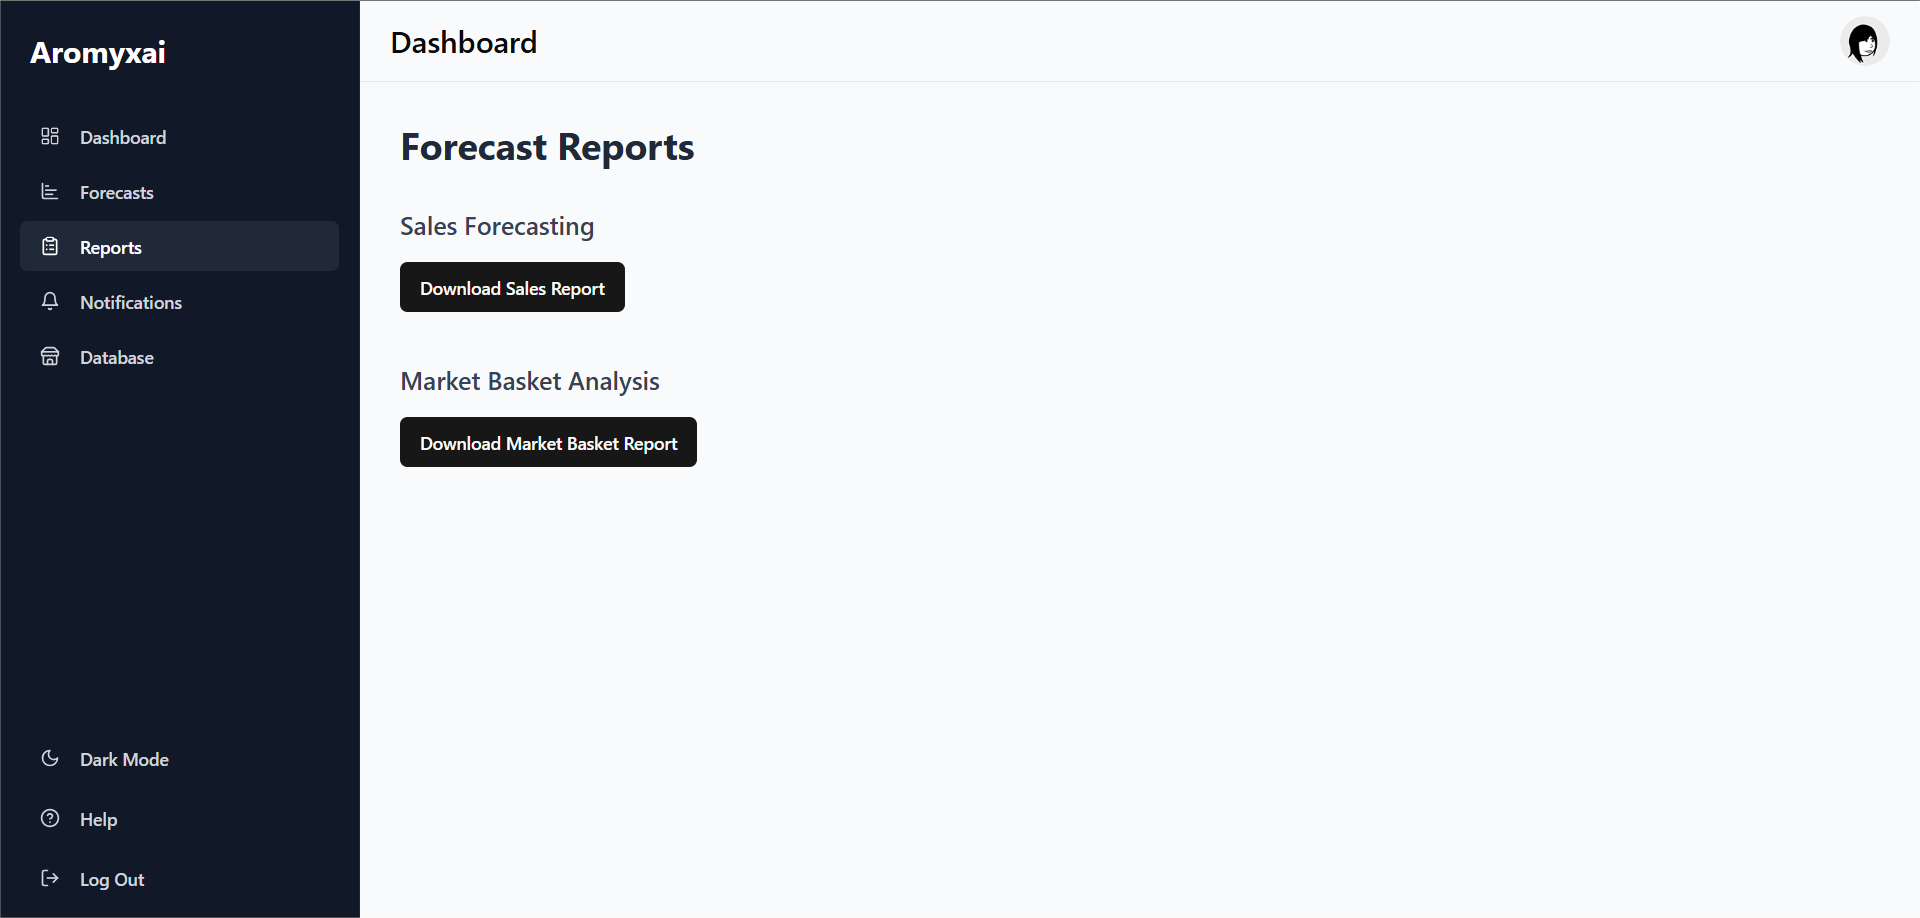 Aromyxai
Dashboard
Forecasts
Reports
Notifications
Database
Dark Mode
Help
Log Out
Dashboard
Forecast Reports
Sales Forecasting
Download Sales Report
Market Basket Analysis
Download Market Basket Report